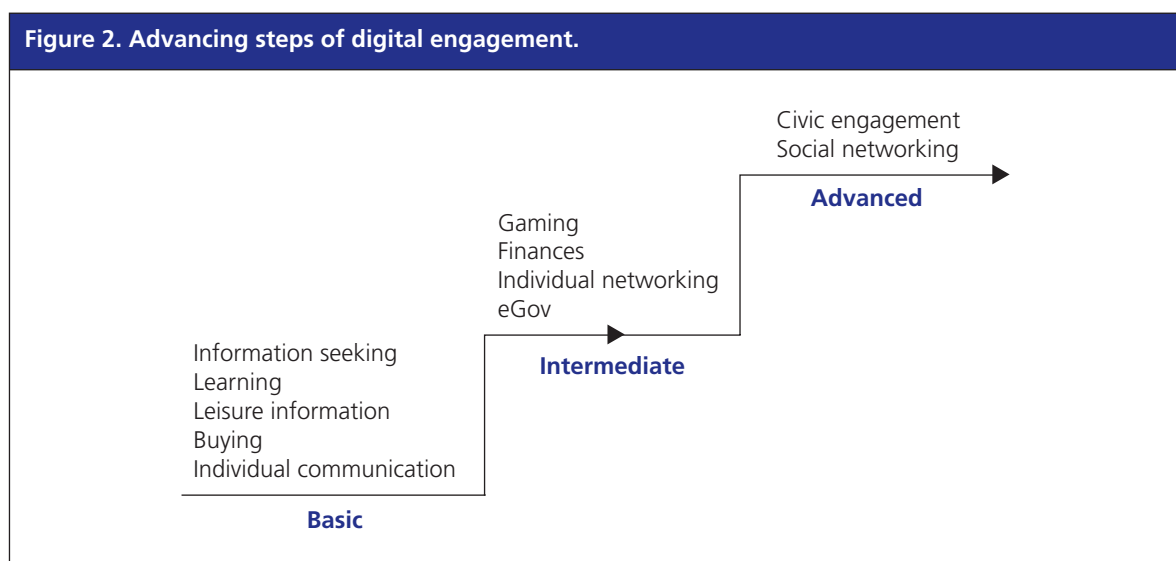 Figure 2. Advancing steps of digital engagement.
Civic engagement
Social networking
Advanced
Gaming
Finances
Individual networking
eGov
Intermediate
Information seeking
Learning
Leisure information
Buying
Individual communication
Basic